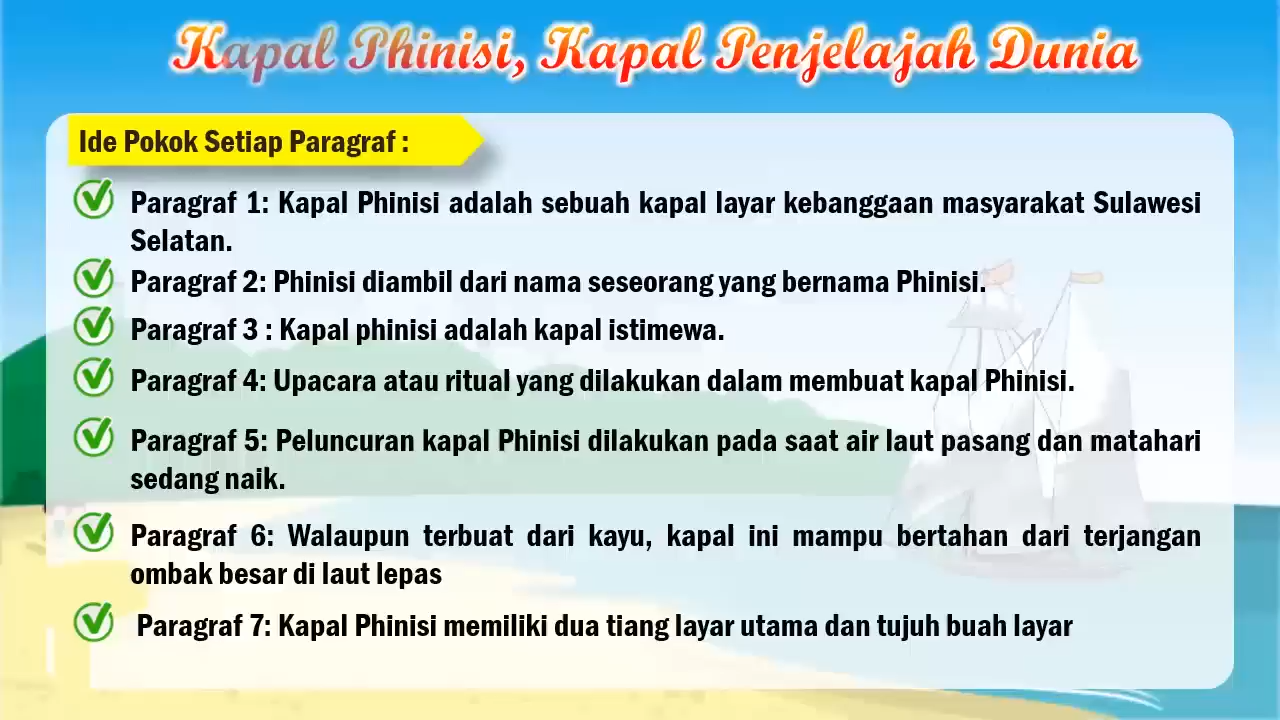 Kapal Phinisi, Kapal Penjelajah Dunia
Ide Pokok Setiap Paragraf :
Paragraf 1: Kapal Phinisi adalah sebuah kapal layar kebanggaan masyarakat Sulawesi
Selatan.
Paragraf 2: Phinisi diambil dari nama seseorang yang bernama Phinisi.
Paragraf 3 : Kapal phinisi adalah kapal istimewa.
Paragraf 4: Upacara atau ritual yang dilakukan dalam membuat kapal Phinisi.
Paragraf 5: Peluncuran kapal Phinisi dilakukan pada saat air laut pasang dan matahari
sedang naik.
Paragraf 6: Walaupun terbuat dari kayu, kapal ini mampu bertahan dari terjangan
ombak besar di laut lepas
Paragraf 7: Kapal Phinisi memiliki dua tiang layar utama dan tujuh buah layar